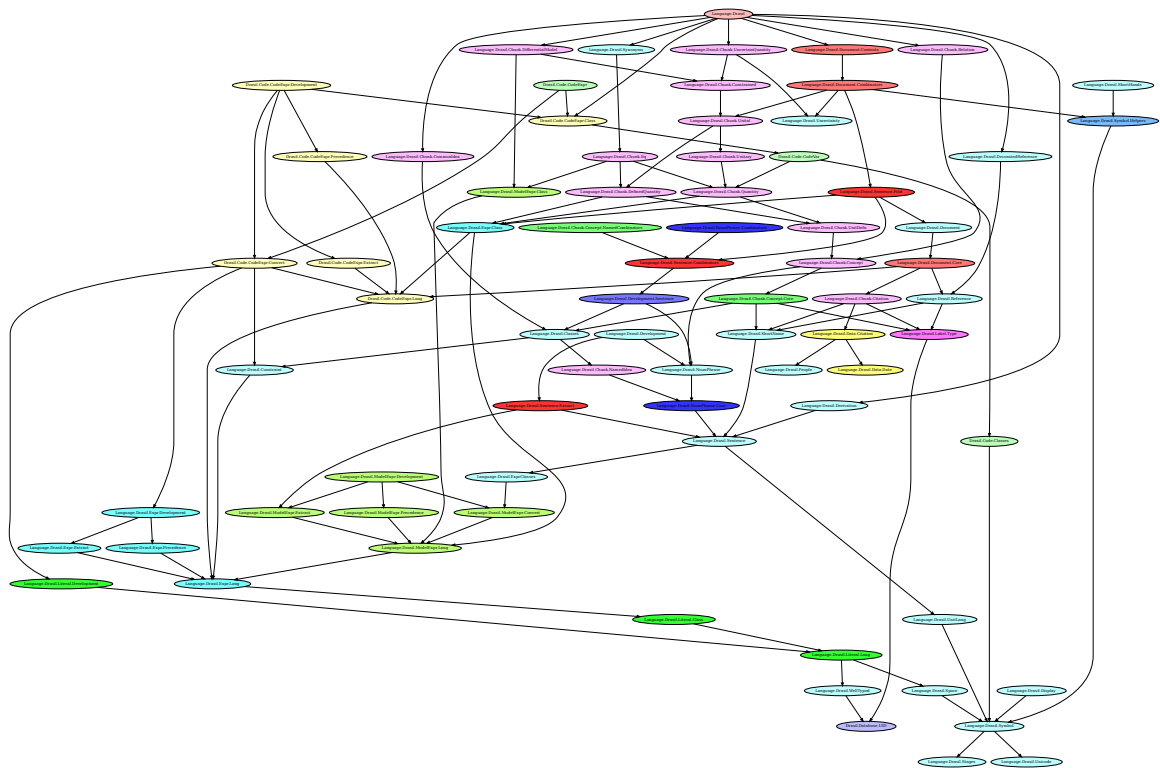 Language.Drasil
Language.Drasil.Chunk.DifferentialModel
Language.Drasil.Synonyms
Language.Drasil.Chunk.UncertainQuantity
Language.Drasil.Document.Contents
Language.Drasil.Chunk.Relation
Drasil.Code.CodeExpr.Development
Drasil.Code.CodeExpr
Language.Drasil.Chunk.Constrained
Language.Drasil.Document.Combinators
Language.Drasil.ShortHands
Drasil.Code.CodeExpr.Class
Language.Drasil.Chunk.Unital
Language.Drasil.Uncertainty
Language.Drasil.Symbol.Helpers
Drasil.Code.CodeExpr.Precedence
Language.Drasil.Chunk.CommonIdea
Language.Drasil.Chunk.Eq
Language.Drasil.Chunk.Unitary
Drasil.Code.CodeVar
Language.Drasil.DecoratedReference
Language.Drasil.ModelExpr.Class
Language.Drasil.Chunk.DefinedQuantity
Language.Drasil.Chunk.Quantity
Language.Drasil.Sentence.Fold
Language.Drasil.Expr.Class
Language.Drasil.Chunk.Concept.NamedCombinators
Language.Drasil.NounPhrase.Combinators
Language.Drasil.Chunk.UnitDefn
Language.Drasil.Document
Drasil.Code.CodeExpr.Convert
Drasil.Code.CodeExpr.Extract
Language.Drasil.Sentence.Combinators
Language.Drasil.Chunk.Concept
Language.Drasil.Document.Core
Drasil.Code.CodeExpr.Lang
Language.Drasil.Development.Sentence
Language.Drasil.Chunk.Concept.Core
Language.Drasil.Chunk.Citation
Language.Drasil.Reference
Language.Drasil.Classes
Language.Drasil.Development
Language.Drasil.ShortName
Language.Drasil.Data.Citation
Language.Drasil.Label.Type
Language.Drasil.Constraint
Language.Drasil.Chunk.NamedIdea
Language.Drasil.NounPhrase
Language.Drasil.People
Language.Drasil.Data.Date
Language.Drasil.Sentence.Extract
Language.Drasil.NounPhrase.Core
Language.Drasil.Derivation
Language.Drasil.Sentence
Drasil.Code.Classes
Language.Drasil.ModelExpr.Development
Language.Drasil.ExprClasses
Language.Drasil.Expr.Development
Language.Drasil.ModelExpr.Extract
Language.Drasil.ModelExpr.Precedence
Language.Drasil.ModelExpr.Convert
Language.Drasil.Expr.Extract
Language.Drasil.Expr.Precedence
Language.Drasil.ModelExpr.Lang
Language.Drasil.Literal.Development
Language.Drasil.Expr.Lang
Language.Drasil.Literal.Class
Language.Drasil.UnitLang
Language.Drasil.Literal.Lang
Language.Drasil.WellTyped
Language.Drasil.Space
Language.Drasil.Display
Drasil.Database.UID
Language.Drasil.Symbol
Language.Drasil.Stages
Language.Drasil.Unicode